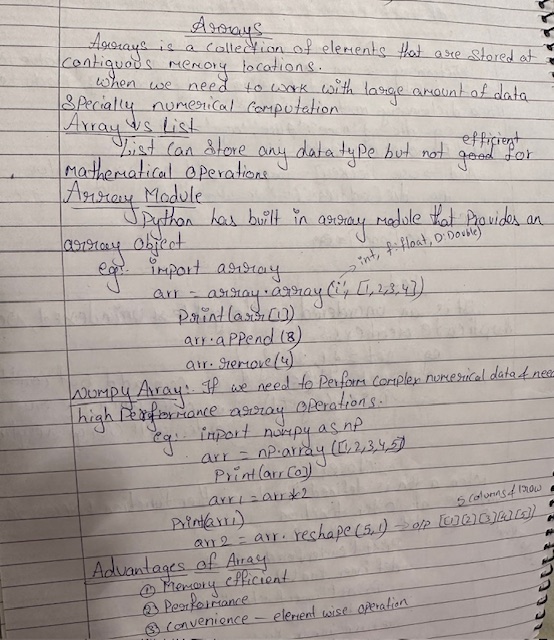 Arrays
Arrays is a collection of elements that are stored at
contiguous memory locations.
when we need to work with large amount of data
Specially numerical computation
Array vs List
List can store any datatype but not good efficient for
Mathematical operations
Array Module
Python has built in array module that provides an
array object
int, f:float, D:Double)
eg:- import array
arr = array.array('i', [1,2,3,4])
Print(arr[1])
arr.append(8)
arr.remove(4)
Numpy Array:- If we need to perform complex numerical data & need
high Performance array operations.
eg:- import numpy as np
arr = np.array([1,2,3,4,5])
Print(arr[0])
arr1 = arr*2
Print(arr1)
5 columns & 1 row
arr2 = arr.reshape(5,1) → o/p [[1][2][3][4][5]]
Advantages of Array
① Memory efficient
② Performance
③ Convenience – element wise operation